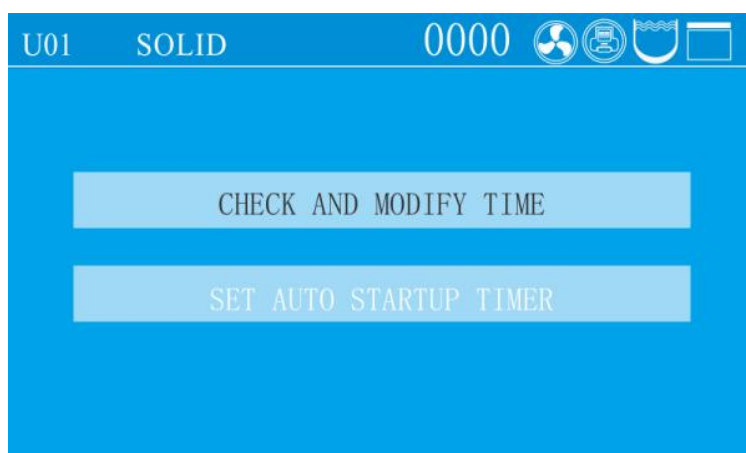 U01 SOLID 0000
CHECK AND MODIFY TIME
SET AUTO STARTUP TIMER